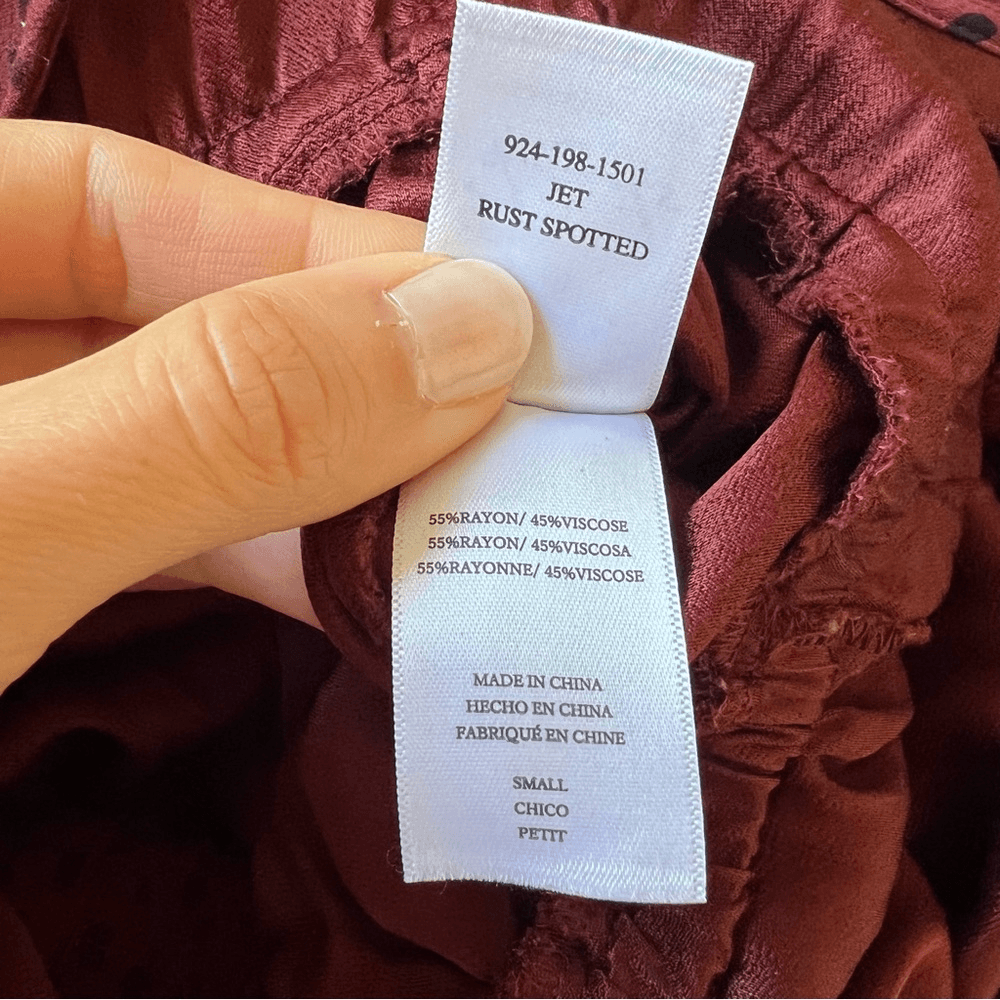 924-198-1501
JET
RUST SPOTTED
55%RAYON/ 45%VISCOSE
55%RAYON/ 45%VISCOSA
55%RAYONNE/ 45%VISCOSE
MADE IN CHINA
HECHO EN CHINA
FABRIQUÉ EN CHINE
SMALL
CHICO
PETIT